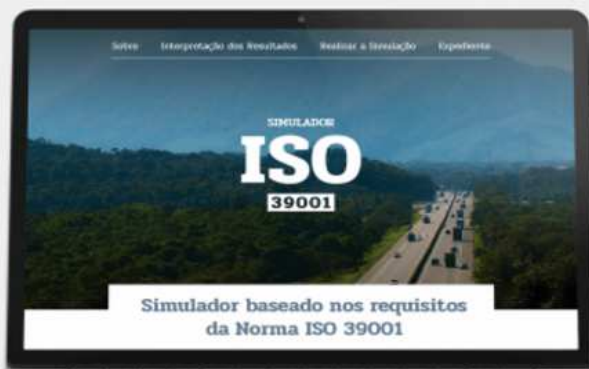 Sobre Interpretação dos Resultados Realizar a Simulação Expediente
SIMULADOR
ISO
39001
Simulador baseado nos requisitos
da Norma ISO 39001